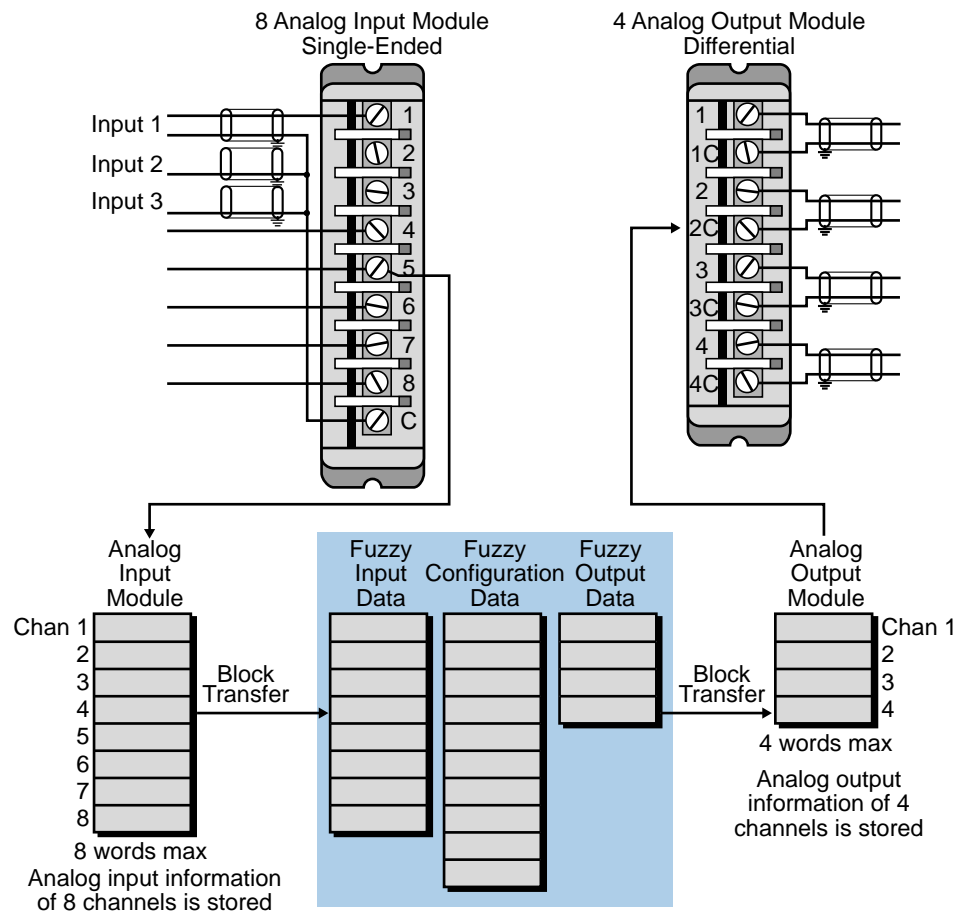 8 Analog Input Module
Single-Ended
4 Analog Output Module
Differential
Input 1
Input 2
Input 3
1
2
3
4
5
6
7
8
C
1
1C
2
2C
3
3C
4
4C
Analog
Input
Module
Chan 1
2
3
4
5
6
7
8
8 words max
Analog input information
of 8 channels is stored
Block
Transfer
Fuzzy
Input
Data
Fuzzy
Configuration
Data
Fuzzy
Output
Data
Block
Transfer
Analog
Output
Module
Chan 1
2
3
4
4 words max
Analog output
information of 4
channels is stored